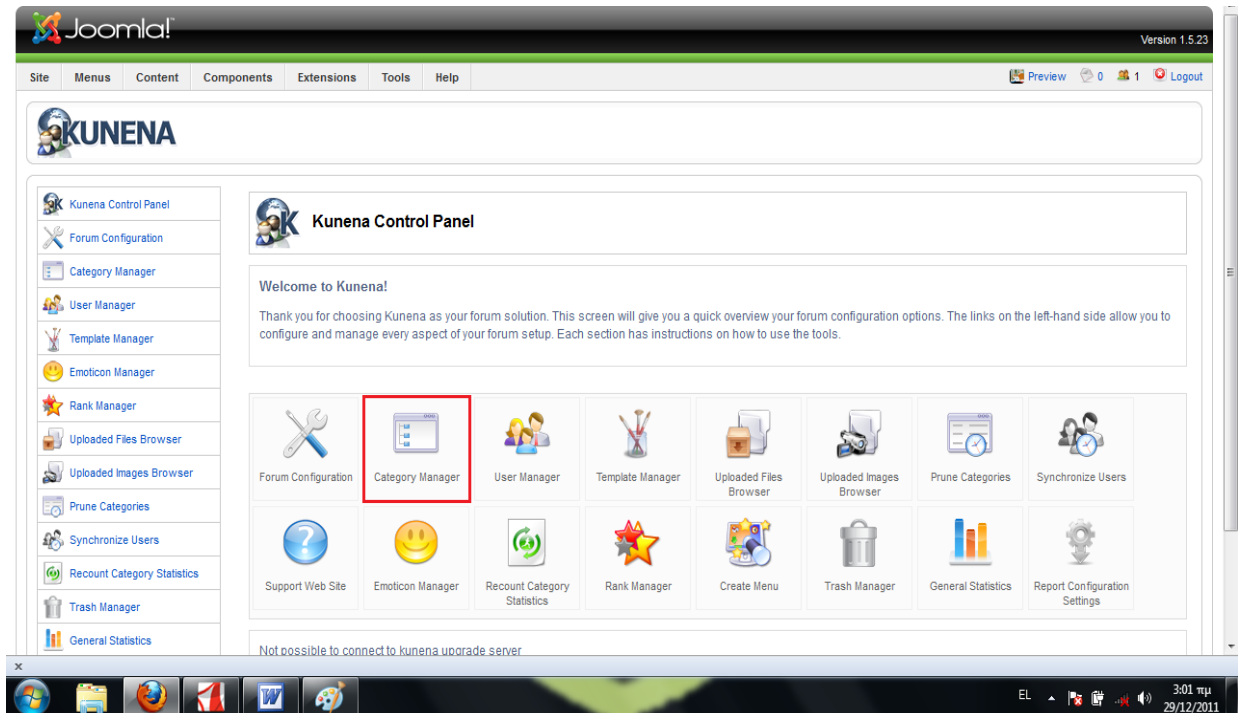 Joomla!
Version 1.5.23
Site Menus Content Components Extensions Tools Help Preview 0 1 Logout
KUNENA
Kunena Control Panel
Forum Configuration
Category Manager
User Manager
Template Manager
Emoticon Manager
Rank Manager
Uploaded Files Browser
Uploaded Images Browser
Prune Categories
Synchronize Users
Recount Category Statistics
Trash Manager
General Statistics
Kunena Control Panel
Welcome to Kunena!
Thank you for choosing Kunena as your forum solution. This screen will give you a quick overview your forum configuration options. The links on the left-hand side allow you to
configure and manage every aspect of your forum setup. Each section has instructions on how to use the tools.
Forum Configuration
Category Manager
User Manager
Template Manager
Uploaded Files
Browser
Uploaded Images
Browser
Prune Categories
Synchronize Users
Support Web Site
Emoticon Manager
Recount Category
Statistics
Rank Manager
Create Menu
Trash Manager
General Statistics
Report Configuration
Settings
Not possible to connect to kunena upgrade server
x
EL
3:01 πμ
29/12/2011